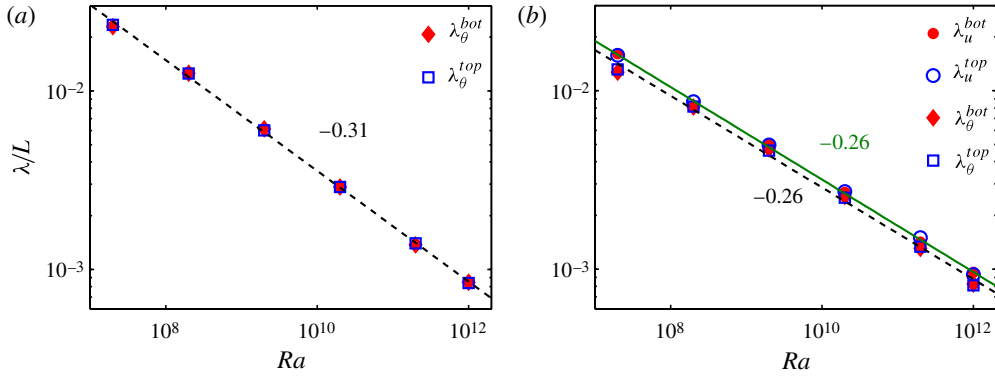 (a)
λ_θ^{bot}
λ_θ^{top}
−0.31
10^{−2}
10^{−3}
λ/L
10^8
10^{10}
10^{12}
Ra
(b)
λ_u^{bot}
λ_u^{top}
λ_θ^{bot}
λ_θ^{top}
−0.26
−0.26
10^{−2}
10^{−3}
10^8
10^{10}
10^{12}
Ra